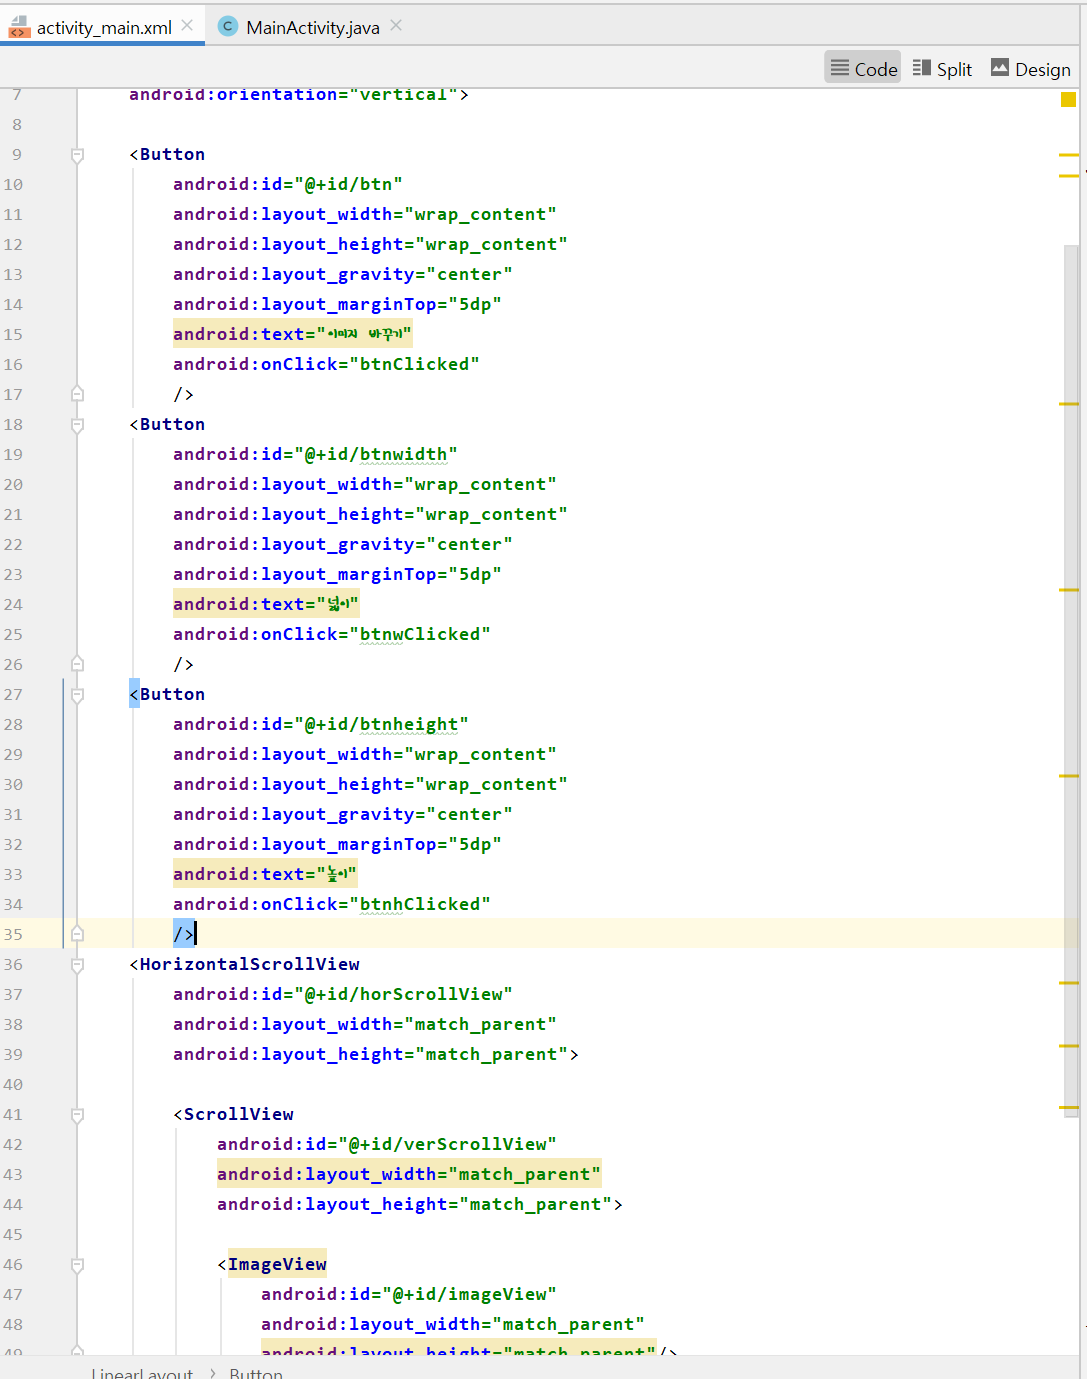 activity_main.xml
MainActivity.java
Code
Split
Design
7 android:orientation="vertical">
8
9 <Button
10 android:id="@+id/btn"
11 android:layout_width="wrap_content"
12 android:layout_height="wrap_content"
13 android:layout_gravity="center"
14 android:layout_marginTop="5dp"
15 android:text="이미지 바꾸기"
16 android:onClick="btnClicked"
17 />
18 <Button
19 android:id="@+id/btnwidth"
20 android:layout_width="wrap_content"
21 android:layout_height="wrap_content"
22 android:layout_gravity="center"
23 android:layout_marginTop="5dp"
24 android:text="넓이"
25 android:onClick="btnwClicked"
26 />
27 <Button
28 android:id="@+id/btnheight"
29 android:layout_width="wrap_content"
30 android:layout_height="wrap_content"
31 android:layout_gravity="center"
32 android:layout_marginTop="5dp"
33 android:text="높이"
34 android:onClick="btnhClicked"
35 />
36 <HorizontalScrollView
37 android:id="@+id/horScrollView"
38 android:layout_width="match_parent"
39 android:layout_height="match_parent">
40
41 <ScrollView
42 android:id="@+id/verScrollView"
43 android:layout_width="match_parent"
44 android:layout_height="match_parent">
45
46 <ImageView
47 android:id="@+id/imageView"
48 android:layout_width="match_parent"
49 android:layout_height="match_parent"/>
LinearLayout > Button